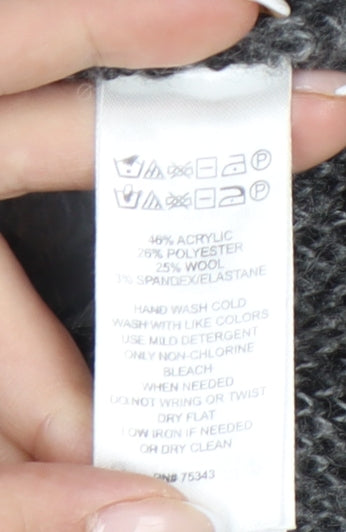 P
P
46% ACRYLIC
26% POLYESTER
25% WOOL
3% SPANDEX/ELASTANE
HAND WASH COLD
WASH WITH LIKE COLORS
USE MILD DETERGENT
ONLY NON-CHLORINE
BLEACH
WHEN NEEDED
DO NOT WRING OR TWIST
DRY FLAT
LOW IRON IF NEEDED
OR DRY CLEAN
RN# 75343